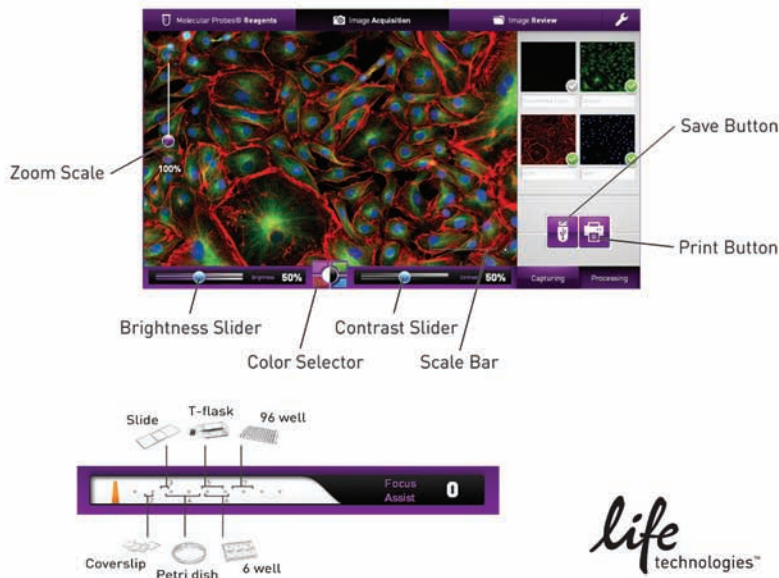 Molecular Probes® Reagents
Image Acquisition
Image Review
Save Button
Zoom Scale
100%
Print Button
Brightness
50%
Contrast
50%
Capturing
Processing
Brightness Slider
Contrast Slider
Color Selector
Scale Bar
Slide
T-flask
96 well
Focus
Assist
0
Coverslip
Petri dish
6 well
life
technologies™